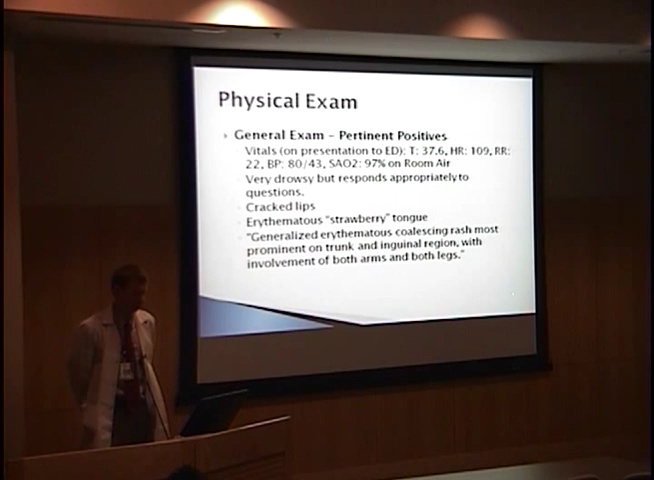 Physical Exam
General Exam – Pertinent Positives
Vitals (on presentation to ED): T: 37.6, HR: 109, RR:
22, BP: 80/43, SAO2: 97% on Room Air
Very drowsy but responds appropriately to
questions.
Cracked lips
Erythematous "strawberry" tongue
"Generalized erythematous coalescing rash most
prominent on trunk and inguinal region, with
involvement of both arms and both legs."